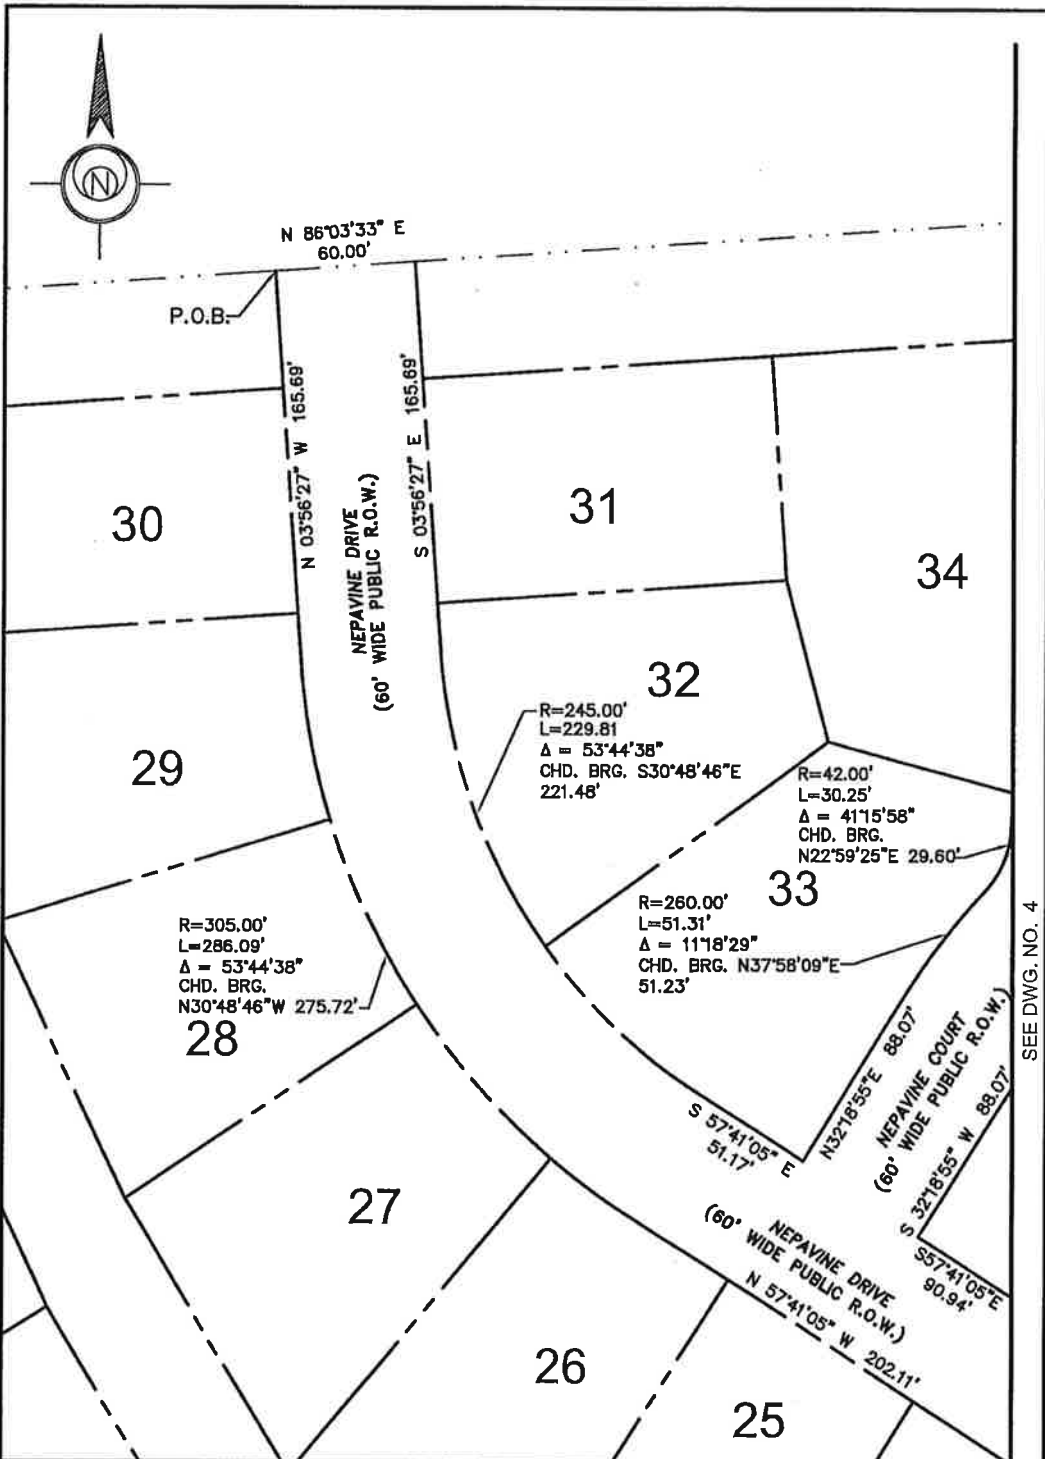 N
N 86°03'33" E
60.00'
P.O.B.
N 03°56'27" W 165.69'
S 03°56'27" E 165.69'
NEPAVINE DRIVE
(60' WIDE PUBLIC R.O.W.)
30
31
34
32
29
R=245.00'
L=229.81
Δ = 53°44'38"
CHD. BRG. S30°48'46"E
221.48'
R=42.00'
L=30.25'
Δ = 41°15'58"
CHD. BRG.
N22°59'25"E 29.60'
33
R=260.00'
L=51.31'
Δ = 11°18'29"
CHD. BRG. N37°58'09"E
51.23'
R=305.00'
L=286.09'
Δ = 53°44'38"
CHD. BRG.
N30°48'46"W 275.72'
28
SEE DWG. NO. 4
N32°18'55"E 88.07'
NEPAVINE COURT
(60' WIDE PUBLIC R.O.W.)
S 32°18'55" W 88.07'
S 57°41'05" E
51.17'
27
NEPAVINE DRIVE
(60' WIDE PUBLIC R.O.W.)
S57°41'05"E
90.94'
N 57°41'05" W 202.11'
26
25